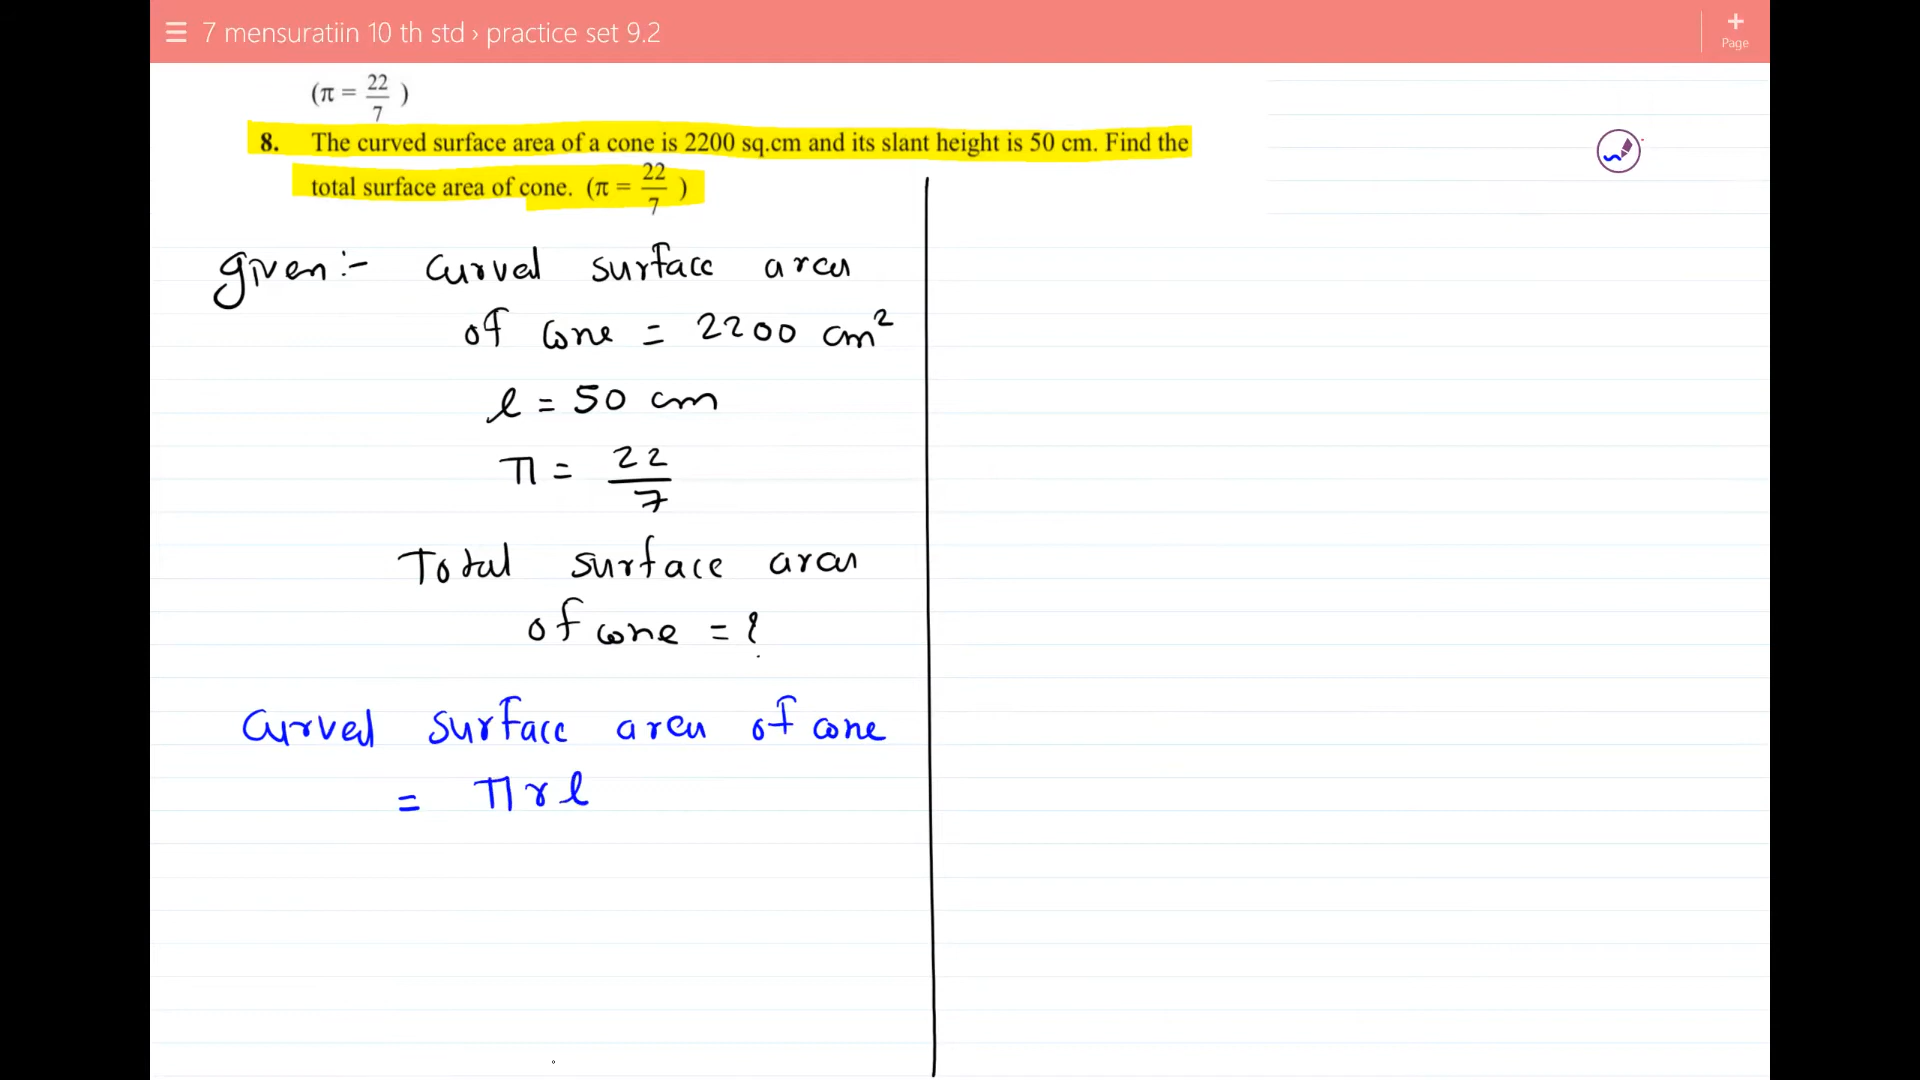 7 mensuratiin 10 th std › practice set 9.2
+
Page
(π = 22/7 )
8. The curved surface area of a cone is 2200 sq.cm and its slant height is 50 cm. Find the
total surface area of cone. (π = 22/7 )
Given:- Curved surface area
of cone = 2200 cm²
l = 50 cm
π = 22/7
Total surface area
of cone = ?
Curved surface area of cone
= πrl